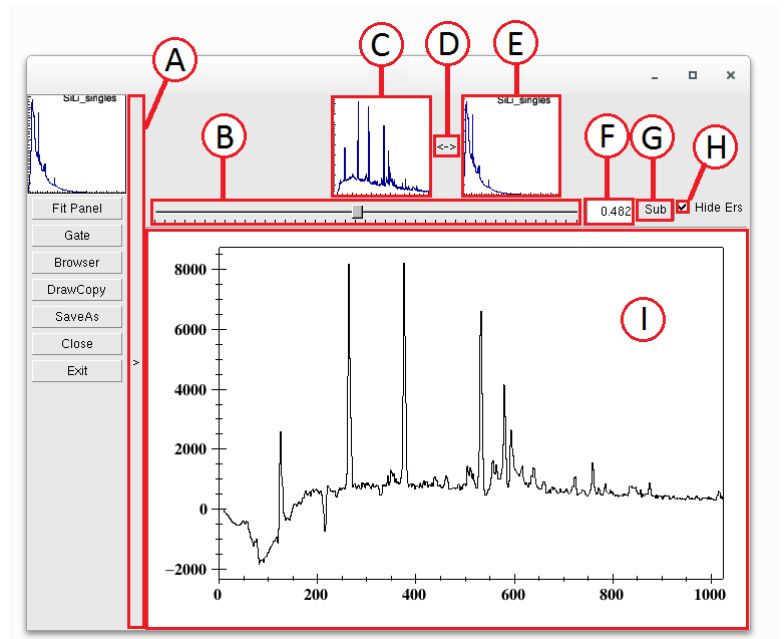 A
B
C
D
E
F
G
H
I
SiLi_singles
SiLi_singles
<->
Fit Panel
Gate
Browser
DrawCopy
SaveAs
Close
Exit
>
0.482
Sub
Hide Ers
8000
6000
4000
2000
0
−2000
0
200
400
600
800
1000